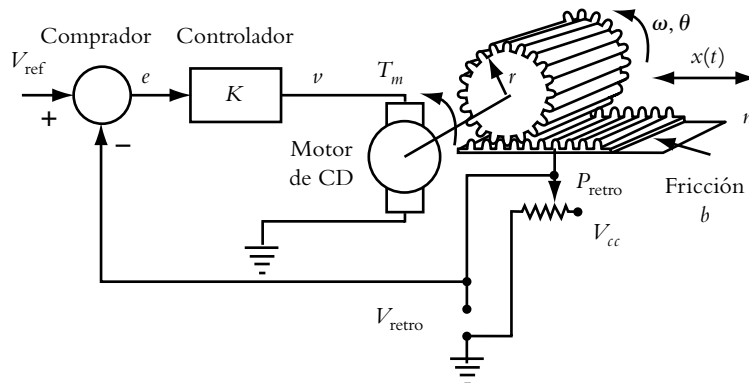 Comprador
Controlador
ω, θ
V_ref
e
v
T_m
r
x(t)
K
+
−
Motor
de CD
P_retro
Fricción
b
V_cc
V_retro